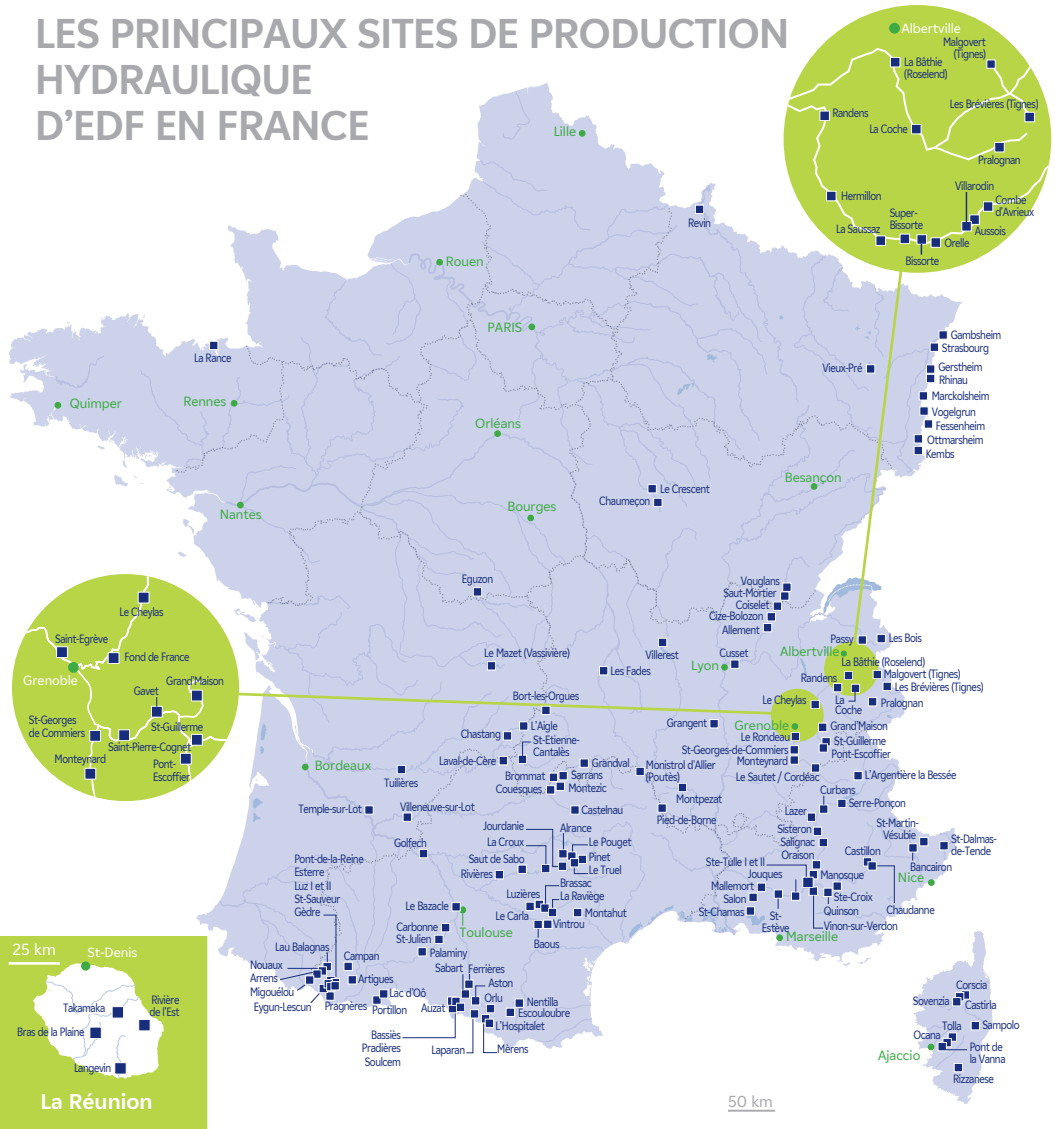 LES PRINCIPAUX SITES DE PRODUCTION
HYDRAULIQUE
D'EDF EN FRANCE
Albertville
Malgovert
(Tignes)
La Bâthie
(Roselend)
Les Brévières (Tignes)
Randens
La Coche
Pralognan
Villarodin
Hermillon
Combe
d'Avrieux
Super-
Bissorte
La Saussaz
Aussois
Orelle
Bissorte
Lille
Revin
Rouen
PARIS
La Rance
Quimper
Rennes
Orléans
Nantes
Bourges
Besançon
Vieux-Pré
Gambsheim
Strasbourg
Gerstheim
Rhinau
Marckolsheim
Vogelgrun
Fessenheim
Ottmarsheim
Kembs
Le Crescent
Chaumeçon
Eguzon
Vouglans
Saut-Mortier
Coiselet
Cize-Bolozon
Allement
Le Mazet (Vassivière)
Les Fades
Villerest
Cusset
Lyon
Passy
Les Bois
Albertville
La Bâthie (Roselend)
Randens
Malgovert (Tignes)
Les Brévières (Tignes)
La
Coche
Pralognan
Le Cheylas
Saint-Egrève
Fond de France
Grenoble
Grand'Maison
Gavet
St-Georges
de Commiers
St-Guillerme
Saint-Pierre-Cognet
Monteynard
Pont-
Escoffier
Bort-les-Orgues
L'Aigle
Chastang
St-Etienne-
Cantalès
Laval-de-Cère
Grandval
Brommat
Sarrans
Couesques
Montezic
Monistrol d'Allier
(Poutès)
Montpezat
Pied-de-Borne
Grangent
Le Cheylas
Grenoble
Grand'Maison
Le Rondeau
St-Guillerme
St-Georges-de-Commiers
Pont-Escoffier
Monteynard
Le Sautet / Cordéac
L'Argentière la Bessée
Curbans
Serre-Ponçon
Lazer
Sisteron
Salignac
Oraison
St-Martin-
Vésubie
St-Dalmas-
de-Tende
Castillon
Bancairon
Nice
Chaudanne
Ste-Tulle I et II
Jouques
Manosque
Mallemort
Salon
St-Chamas
St-
Estève
Ste-Croix
Quinson
Vinon-sur-Verdon
Marseille
Bordeaux
Tuilières
Temple-sur-Lot
Villeneuve-sur-Lot
Golfech
Castelnau
Jourdanie
Alrance
La Croux
Le Pouget
Saut de Sabo
Pinet
Rivières
Le Truel
Brassac
Luzières
La Raviège
Le Carla
Montahut
Vintrou
Baous
Le Bazacle
Toulouse
Carbonne
St-Julien
Palaminy
Pont-de-la-Reine
Esterre
Luz I et II
St-Sauveur
Gèdre
Lau Balagnas
Nouaux
Arrens
Migouélou
Eygun-Lescun
Campan
Artigues
Pragnères
Lac d'Oô
Portillon
Sabart
Ferrières
Aston
Auzat
Orlu
Nentilla
Escouloubre
L'Hospitalet
Bassiès
Pradières
Soulcem
Laparan
Mèrens
25 km
St-Denis
Takamaka
Rivière
de l'Est
Bras de la Plaine
Langevin
La Réunion
50 km
Corscia
Sovenzia
Castirla
Tolla
Sampolo
Ocana
Ajaccio
Pont de
la Vanna
Rizzanese